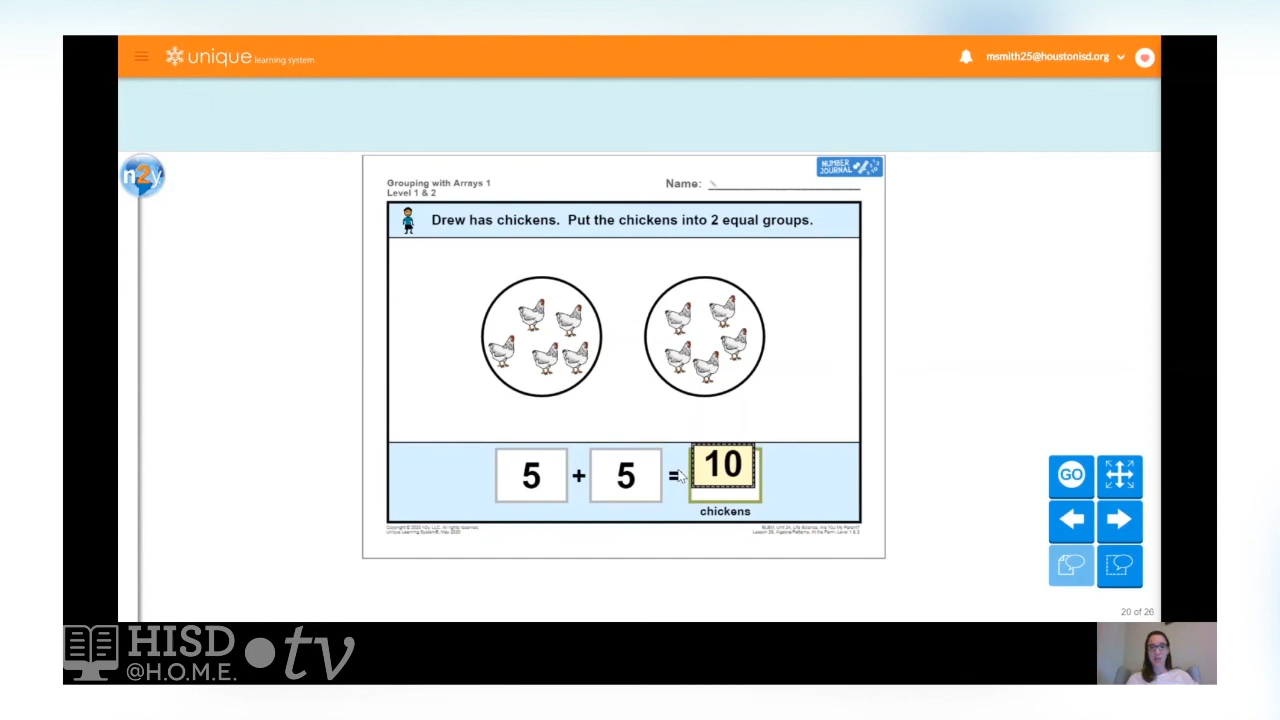 unique learning system
msmith25@houstonisd.org
n2y
NUMBER
JOURNAL
Grouping with Arrays 1
Level 1 & 2
Name:
Drew has chickens. Put the chickens into 2 equal groups.
5 + 5 = 10
chickens
GO
20 of 26
HISD
@H.O.M.E.
tv